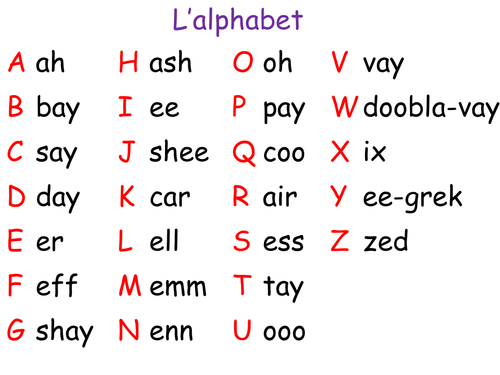 L’alphabet
A ah H ash O oh V vay
B bay I ee P pay W doobla-vay
C say J shee Q coo X ix
D day K car R air Y ee-grek
E er L ell S ess Z zed
F eff M emm T tay
G shay N enn U ooo